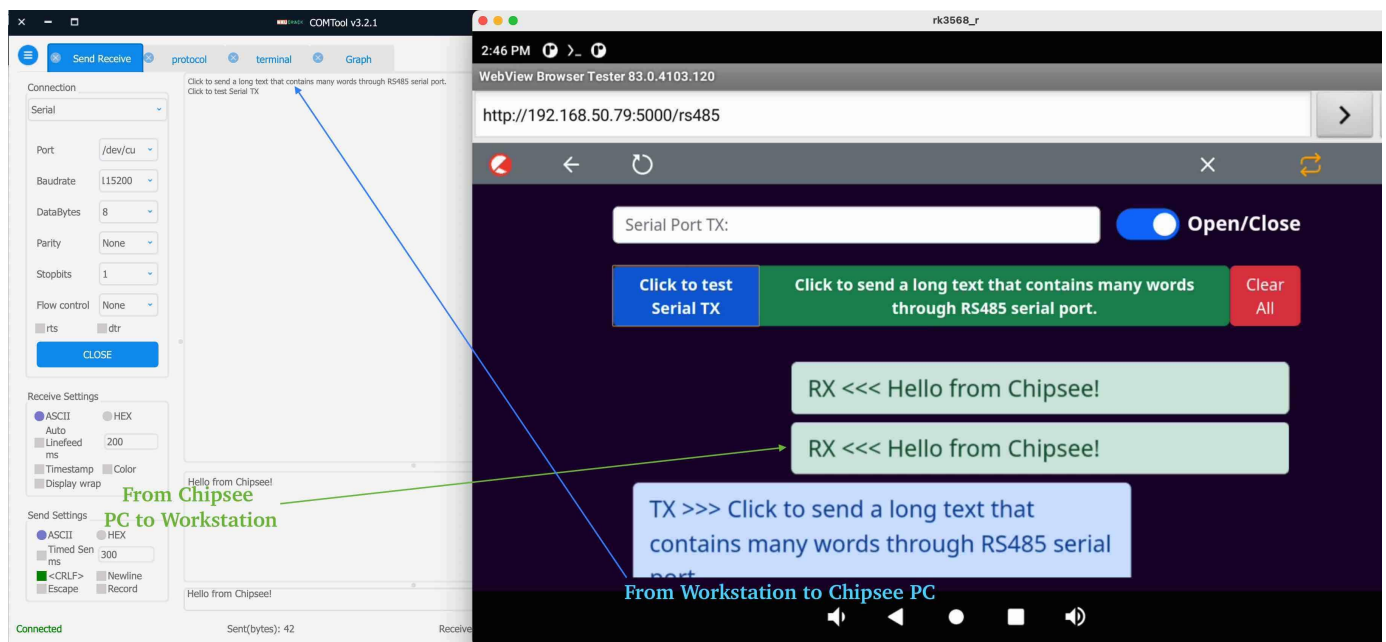 COMTool v3.2.1
Send Receive
protocol
terminal
Graph
Connection
Serial
Port
/dev/cu
Baudrate
115200
DataBytes
8
Parity
None
Stopbits
1
Flow control
None
rts
dtr
CLOSE
Receive Settings
ASCII
HEX
Auto
Linefeed
ms
200
Timestamp
Color
Display wrap
Send Settings
ASCII
HEX
Timed Sen
ms
300
<CRLF>
Newline
Escape
Record
Click to send a long text that contains many words through RS485 serial port.
Click to test Serial TX
Hello from Chipsee!
Hello from Chipsee!
Connected
Sent(bytes): 42
Receive
From Chipsee
PC to Workstation
rk3568_r
2:46 PM
WebView Browser Tester 83.0.4103.120
http://192.168.50.79:5000/rs485
Serial Port TX:
Open/Close
Click to test
Serial TX
Click to send a long text that contains many words
through RS485 serial port.
Clear
All
RX <<< Hello from Chipsee!
RX <<< Hello from Chipsee!
TX >>> Click to send a long text that
contains many words through RS485 serial
port.
From Workstation to Chipsee PC